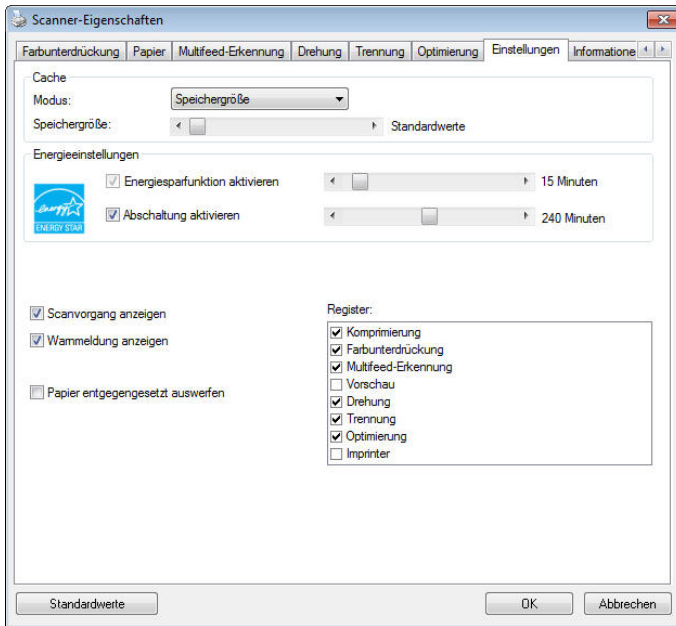 Scanner-Eigenschaften
Farbunterdrückung Papier Multifeed-Erkennung Drehung Trennung Optimierung Einstellungen Informatione
Cache
Modus: Speichergröße
Speichergröße: Standardwerte
Energieeinstellungen
Energiesparfunktion aktivieren 15 Minuten
Abschaltung aktivieren 240 Minuten
energy
ENERGY STAR
Scanvorgang anzeigen
Warnmeldung anzeigen
Papier entgegengesetzt auswerfen
Register:
Komprimierung
Farbunterdrückung
Multifeed-Erkennung
Vorschau
Drehung
Trennung
Optimierung
Imprinter
Standardwerte OK Abbrechen